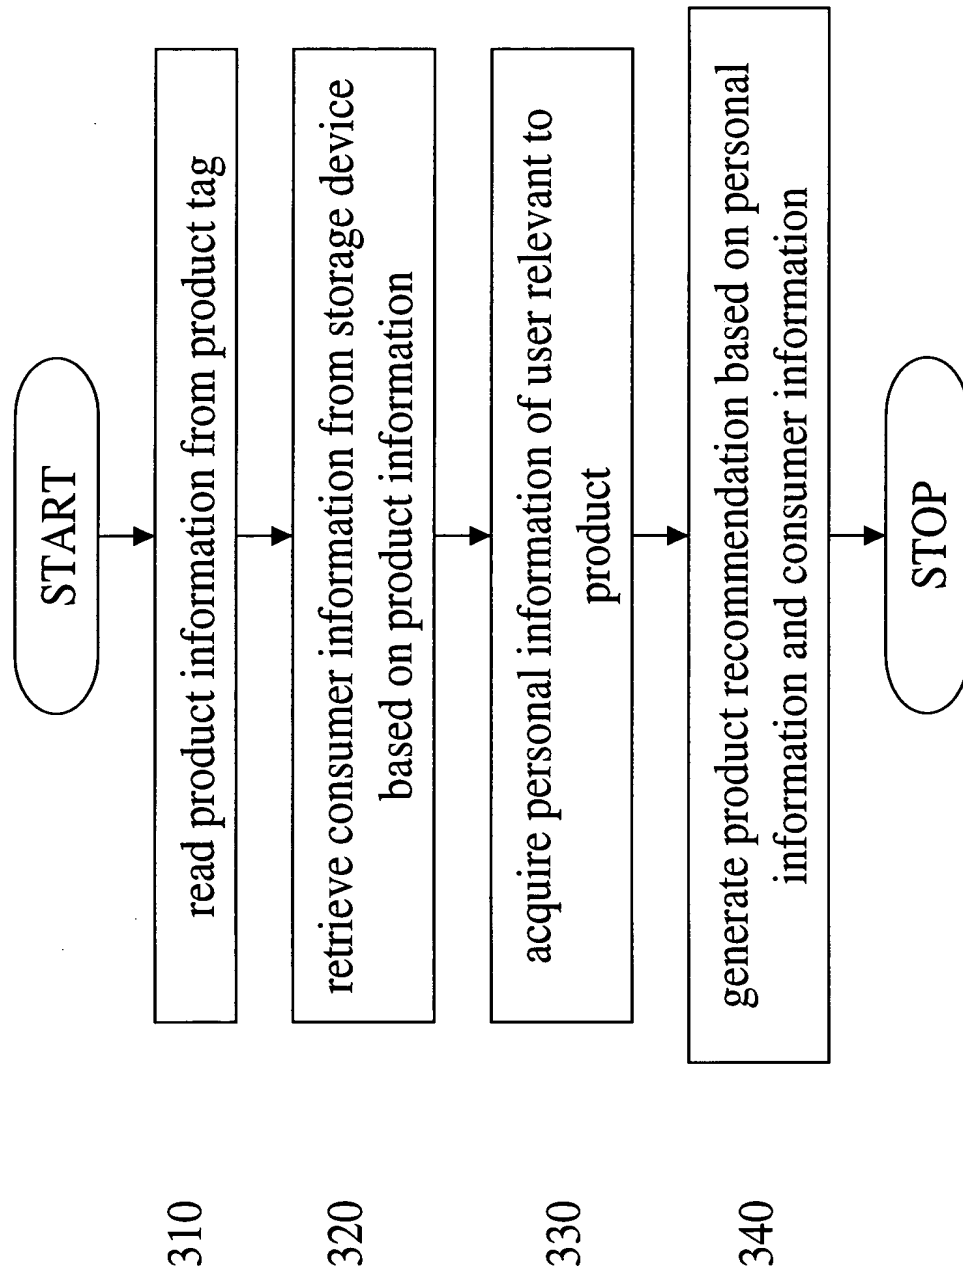 START
310
read product information from product tag
320
retrieve consumer information from storage device
based on product information
330
acquire personal information of user relevant to
product
340
generate product recommendation based on personal
information and consumer information
STOP